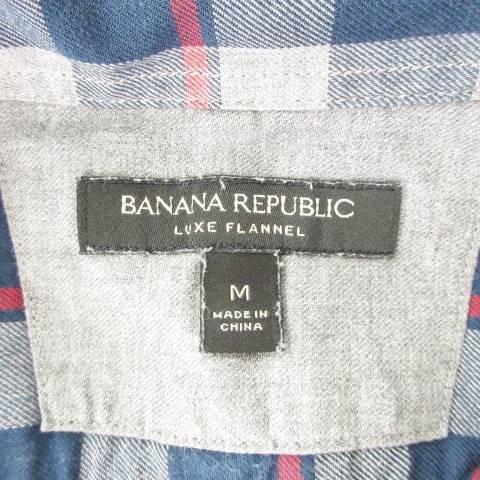 BANANA REPUBLIC
LUXE FLANNEL
M
MADE IN
CHINA